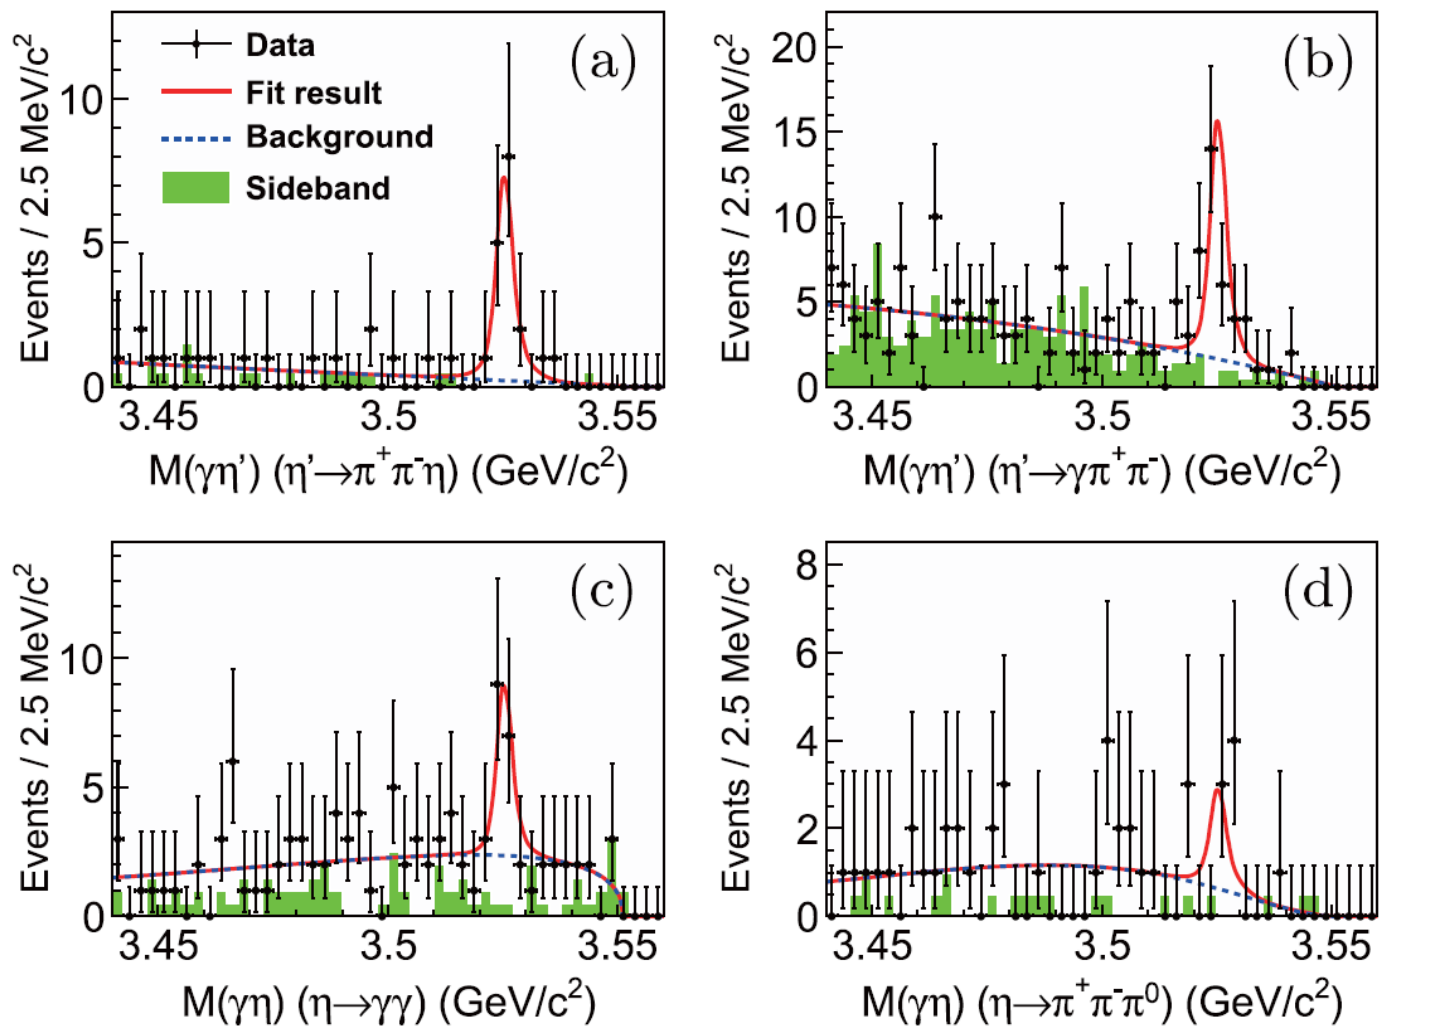 Events / 2.5 MeV/c²
10
5
0
Data
Fit result
Background
Sideband
(a)
3.45 3.5 3.55
M(γη’) (η’→π⁺π⁻η) (GeV/c²)
Events / 2.5 MeV/c²
20
15
10
5
0
(b)
3.45 3.5 3.55
M(γη’) (η’→γπ⁺π⁻) (GeV/c²)
Events / 2.5 MeV/c²
10
5
0
(c)
3.45 3.5 3.55
M(γη) (η→γγ) (GeV/c²)
Events / 2.5 MeV/c²
8
6
4
2
0
(d)
3.45 3.5 3.55
M(γη) (η→π⁺π⁻π⁰) (GeV/c²)